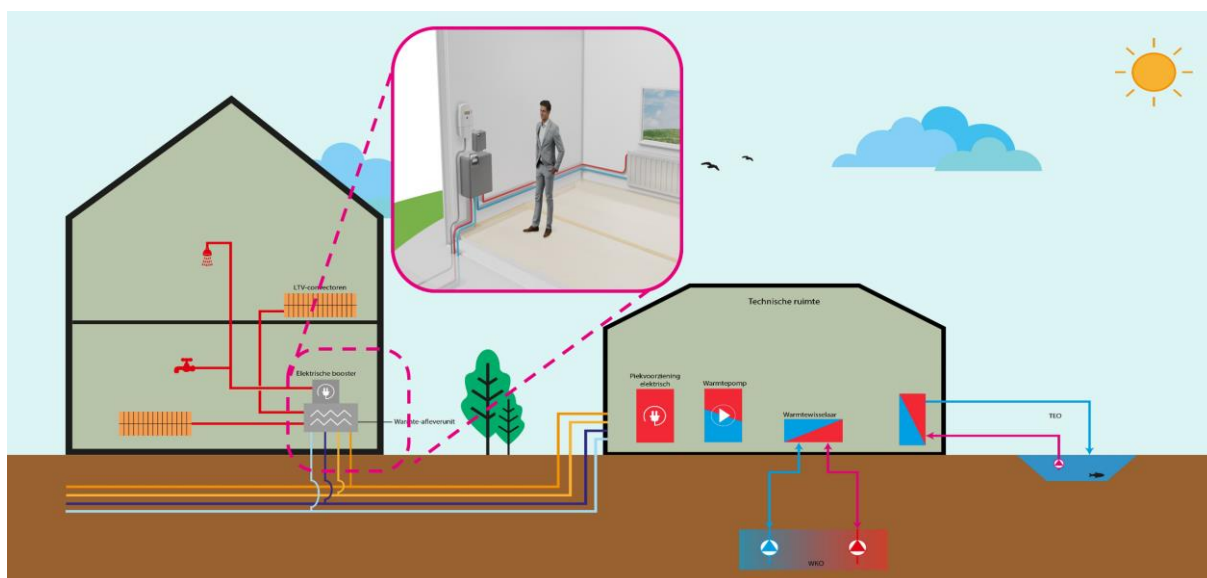 LTV-convectoren
Elektrische booster
Warmte-afleverunit
Technische ruimte
Piekvoorziening
elektrisch
Warmtepomp
Warmtewisselaar
TEO
WKO